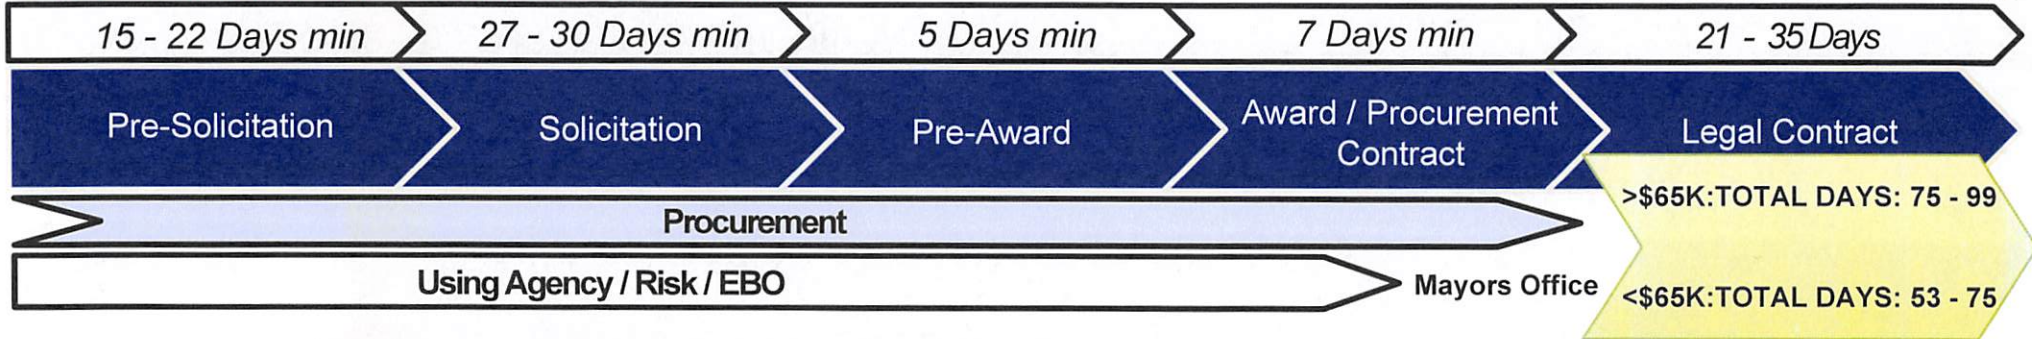 15 - 22 Days min
27 - 30 Days min
5 Days min
7 Days min
21 - 35 Days
Pre-Solicitation
Solicitation
Pre-Award
Award / Procurement
Contract
Legal Contract
>$65K:TOTAL DAYS: 75 - 99
Procurement
Using Agency / Risk / EBO
Mayors Office
<$65K:TOTAL DAYS: 53 - 75